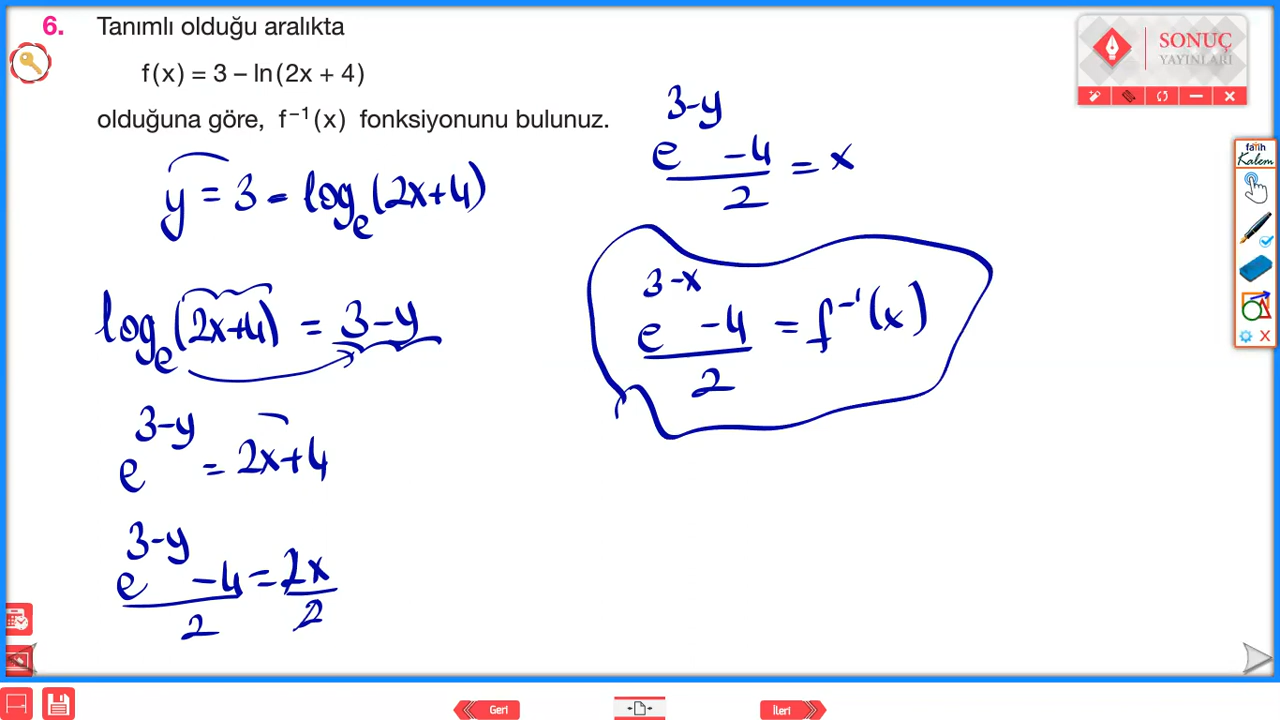 6. Tanımlı olduğu aralıkta
f(x) = 3 – ln(2x + 4)
olduğuna göre, f⁻¹(x) fonksiyonunu bulunuz.
y = 3 - logₑ(2x+4)
logₑ(2x+4) = 3-y
e^(3-y) = 2x+4
(e^(3-y) - 4)/2 = 2x/2
(e^(3-y) - 4)/2 = x
(e^(3-x) - 4)/2 = f⁻¹(x)
SONUÇ
YAYINLARI
fatih
Kalem
Geri
İleri